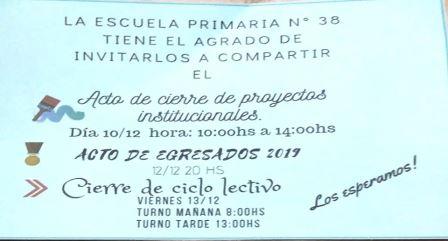 LA ESCUELA PRIMARIA N° 38
TIENE EL AGRADO DE
INVITARLOS A COMPARTIR
EL
Acto de cierre de proyectos
institucionales.
Día 10/12 hora: 10:00hs a 14:00hs
ACTO DE EGRESADOS 2019
12/12 20 HS
Cierre de ciclo lectivo
VIERNES 13/12
TURNO MAÑANA 8:00HS
TURNO TARDE 13:00HS
Los esperamos!